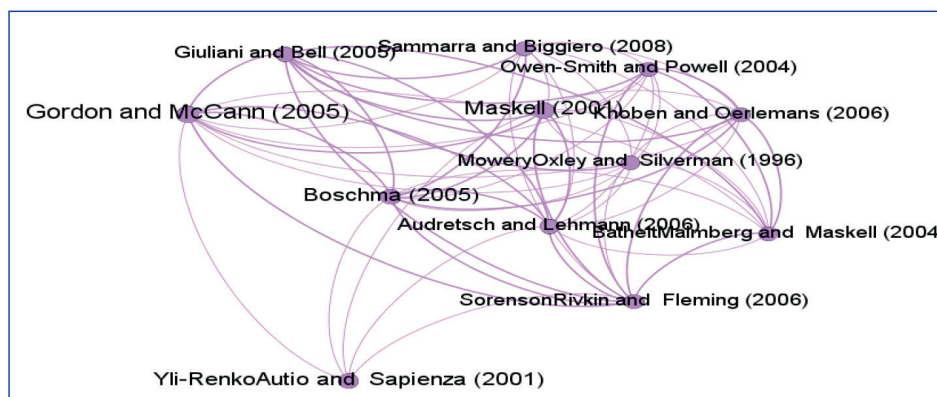 Giuliani and Bell (2005)
Sammarra and Biggiero (2008)
Owen-Smith and Powell (2004)
Gordon and McCann (2005)
Maskell (2001)
Khoben and Oerlemans (2006)
MoweryOxley and Silverman (1996)
Boschma (2005)
Audretsch and Lehmann (2006)
BatheltMalmberg and Maskell (2004
SorensonRivkin and Fleming (2006)
Yli-RenkoAutio and Sapienza (2001)